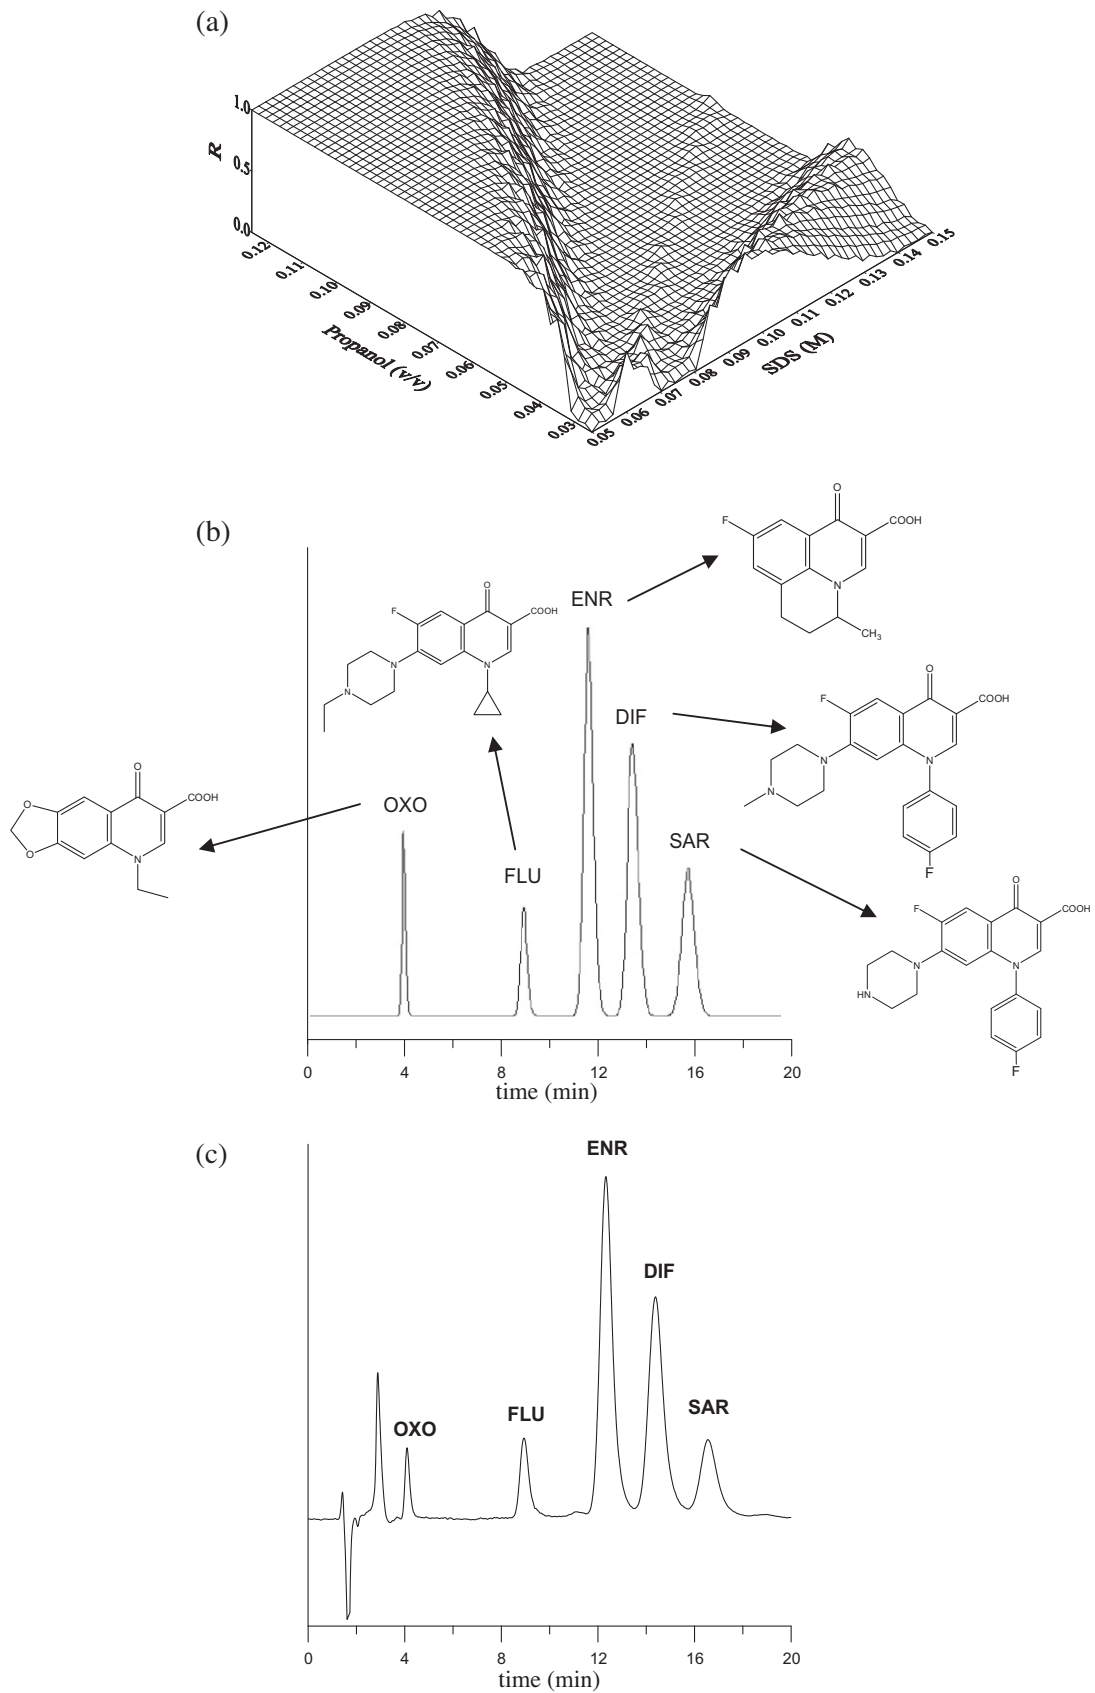 (a)
1.0
0.5
0.0
R
0.12
0.11
0.10
0.09
0.08
0.07
0.06
0.05
0.04
0.03
Propanol (v/v)
0.05
0.06
0.07
0.08
0.09
0.10
0.11
0.12
0.13
0.14
0.15
SDS (M)
(b)
O
F
COOH
N
CH3
ENR
O
F
COOH
N
N
N
DIF
O
F
COOH
N
N
N
F
OXO
O
COOH
O
O
N
SAR
FLU
O
F
COOH
N
N
HN
F
0 4 8 12 16 20
time (min)
(c)
ENR
DIF
SAR
FLU
OXO
0 4 8 12 16 20
time (min)